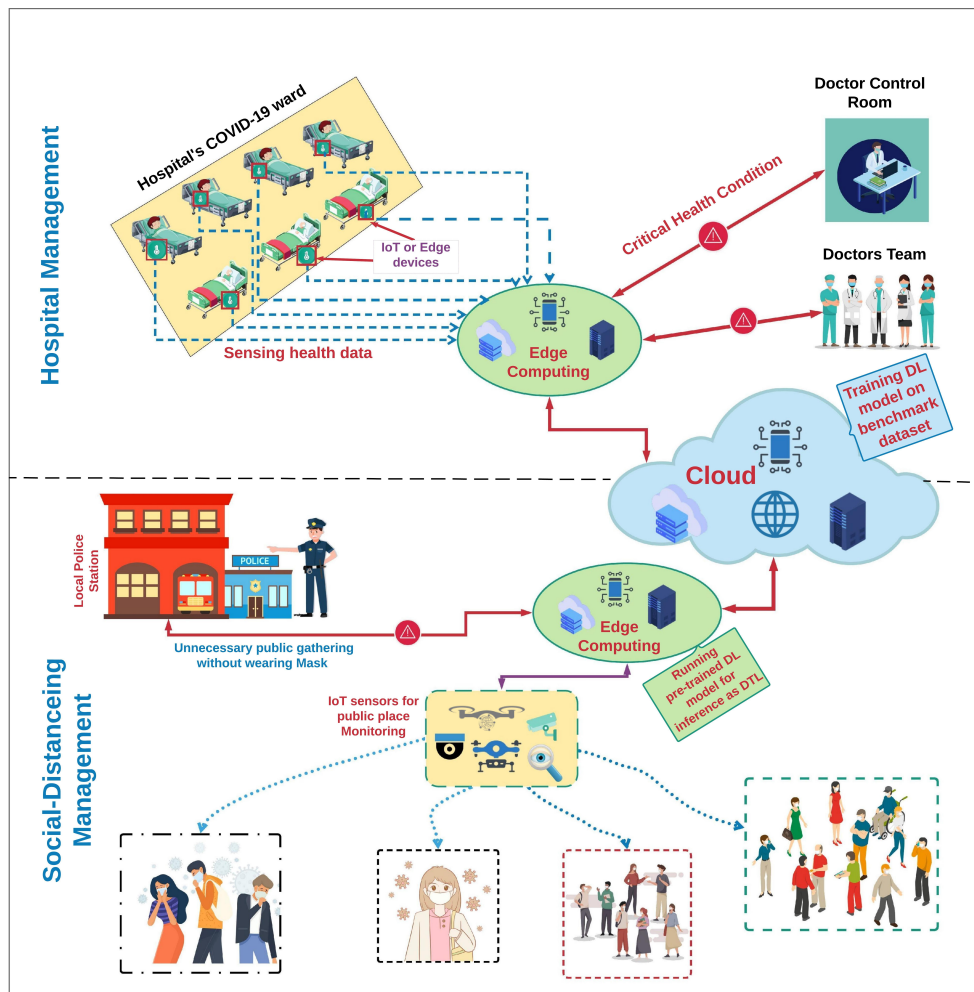 Hospital Management
Hospital's COVID-19 ward
IoT or Edge
devices
Sensing health data
Edge
Computing
Critical Health Condition
Doctor Control
Room
Doctors Team
Training DL
model on
benchmark
dataset
Cloud
Local Police
Station
POLICE
Unnecessary public gathering
without wearing Mask
Edge
Computing
Running
pre-trained DL
model for
inference as DTL
IoT sensors for
public place
Monitoring
Social-Distanceing
Management